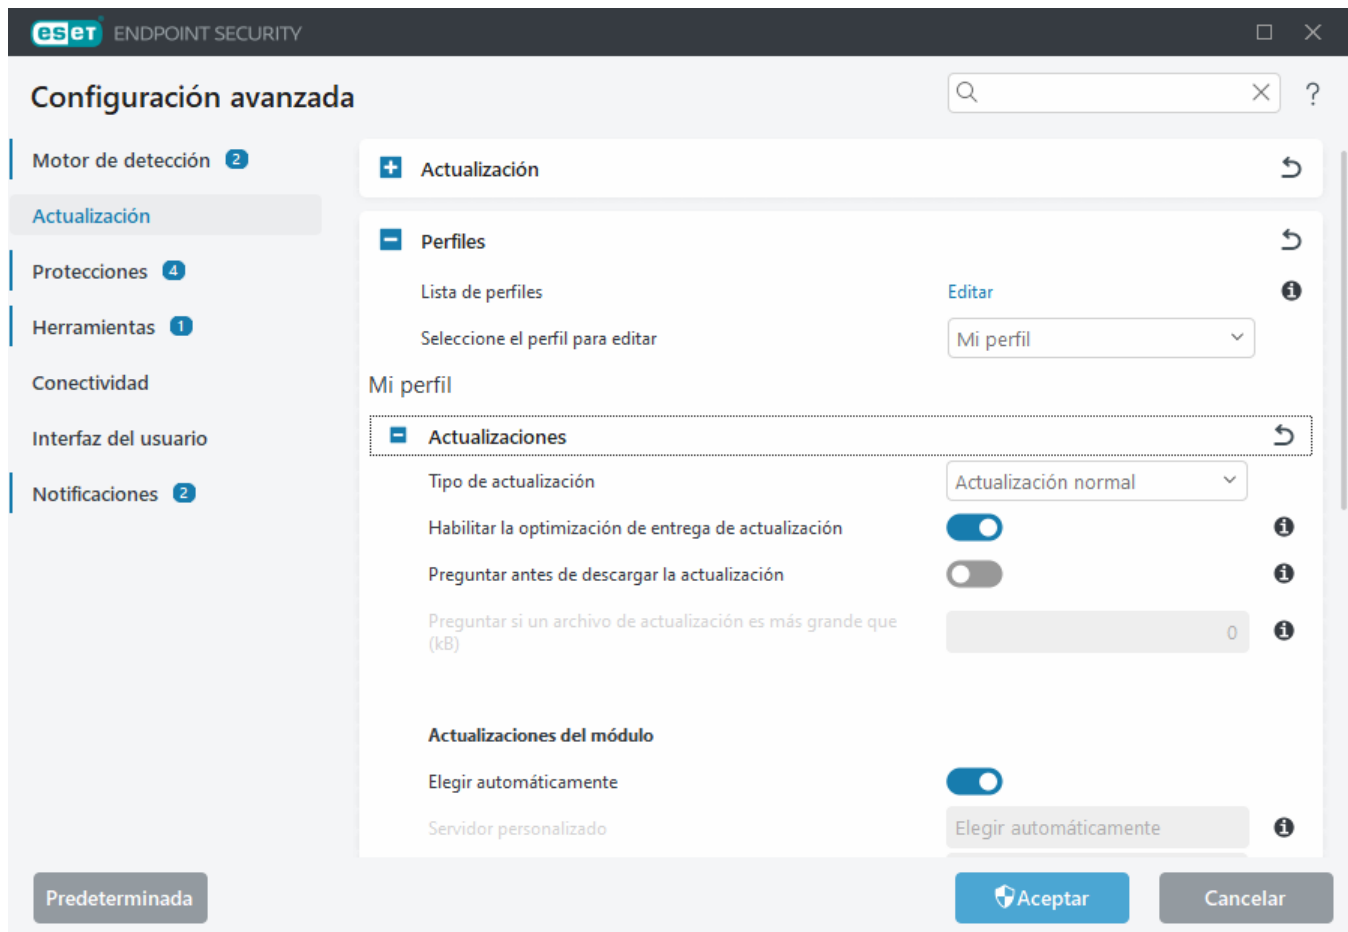 eset ENDPOINT SECURITY
Configuración avanzada
?
Motor de detección 2
Actualización
Protecciones 4
Herramientas 1
Conectividad
Interfaz del usuario
Notificaciones 2
Actualización
Perfiles
Lista de perfiles Editar
Seleccione el perfil para editar Mi perfil
Mi perfil
Actualizaciones
Tipo de actualización Actualización normal
Habilitar la optimización de entrega de actualización
Preguntar antes de descargar la actualización
Preguntar si un archivo de actualización es más grande que
(kB) 0
Actualizaciones del módulo
Elegir automáticamente
Servidor personalizado Elegir automáticamente
Predeterminada Aceptar Cancelar